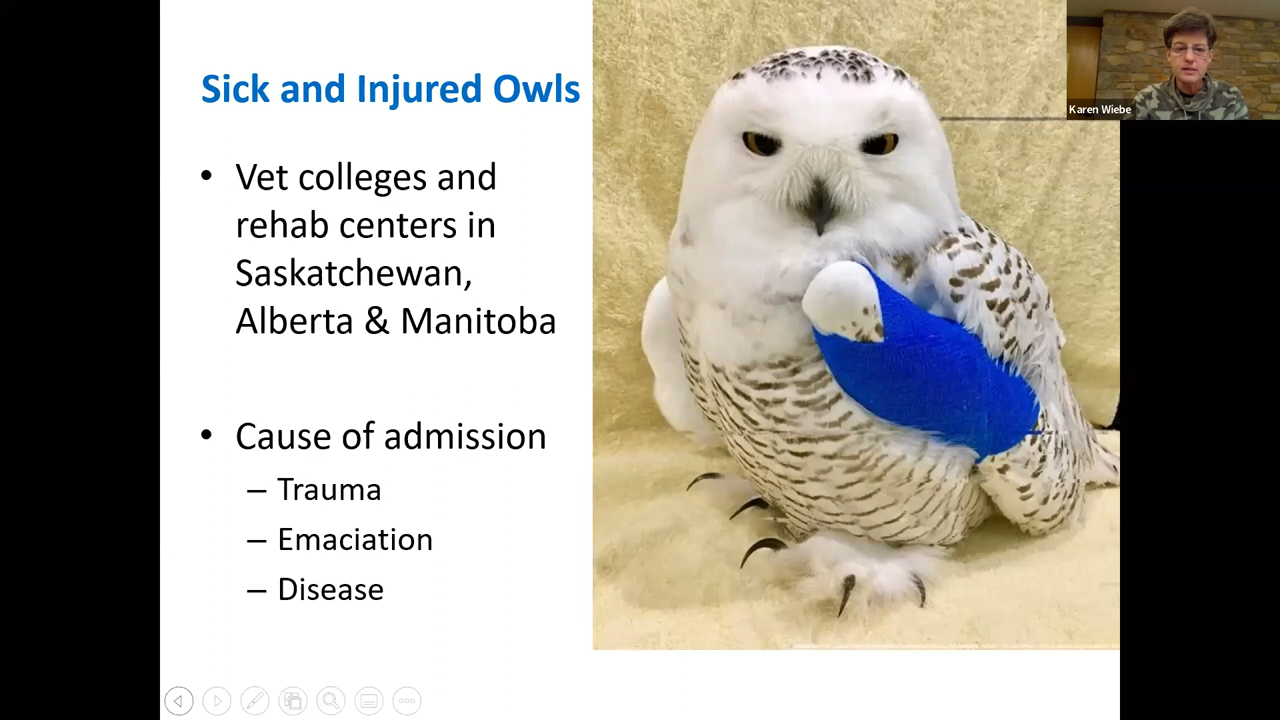 Sick and Injured Owls
• Vet colleges and
rehab centers in
Saskatchewan,
Alberta & Manitoba
• Cause of admission
– Trauma
– Emaciation
– Disease
Karen Wiebe